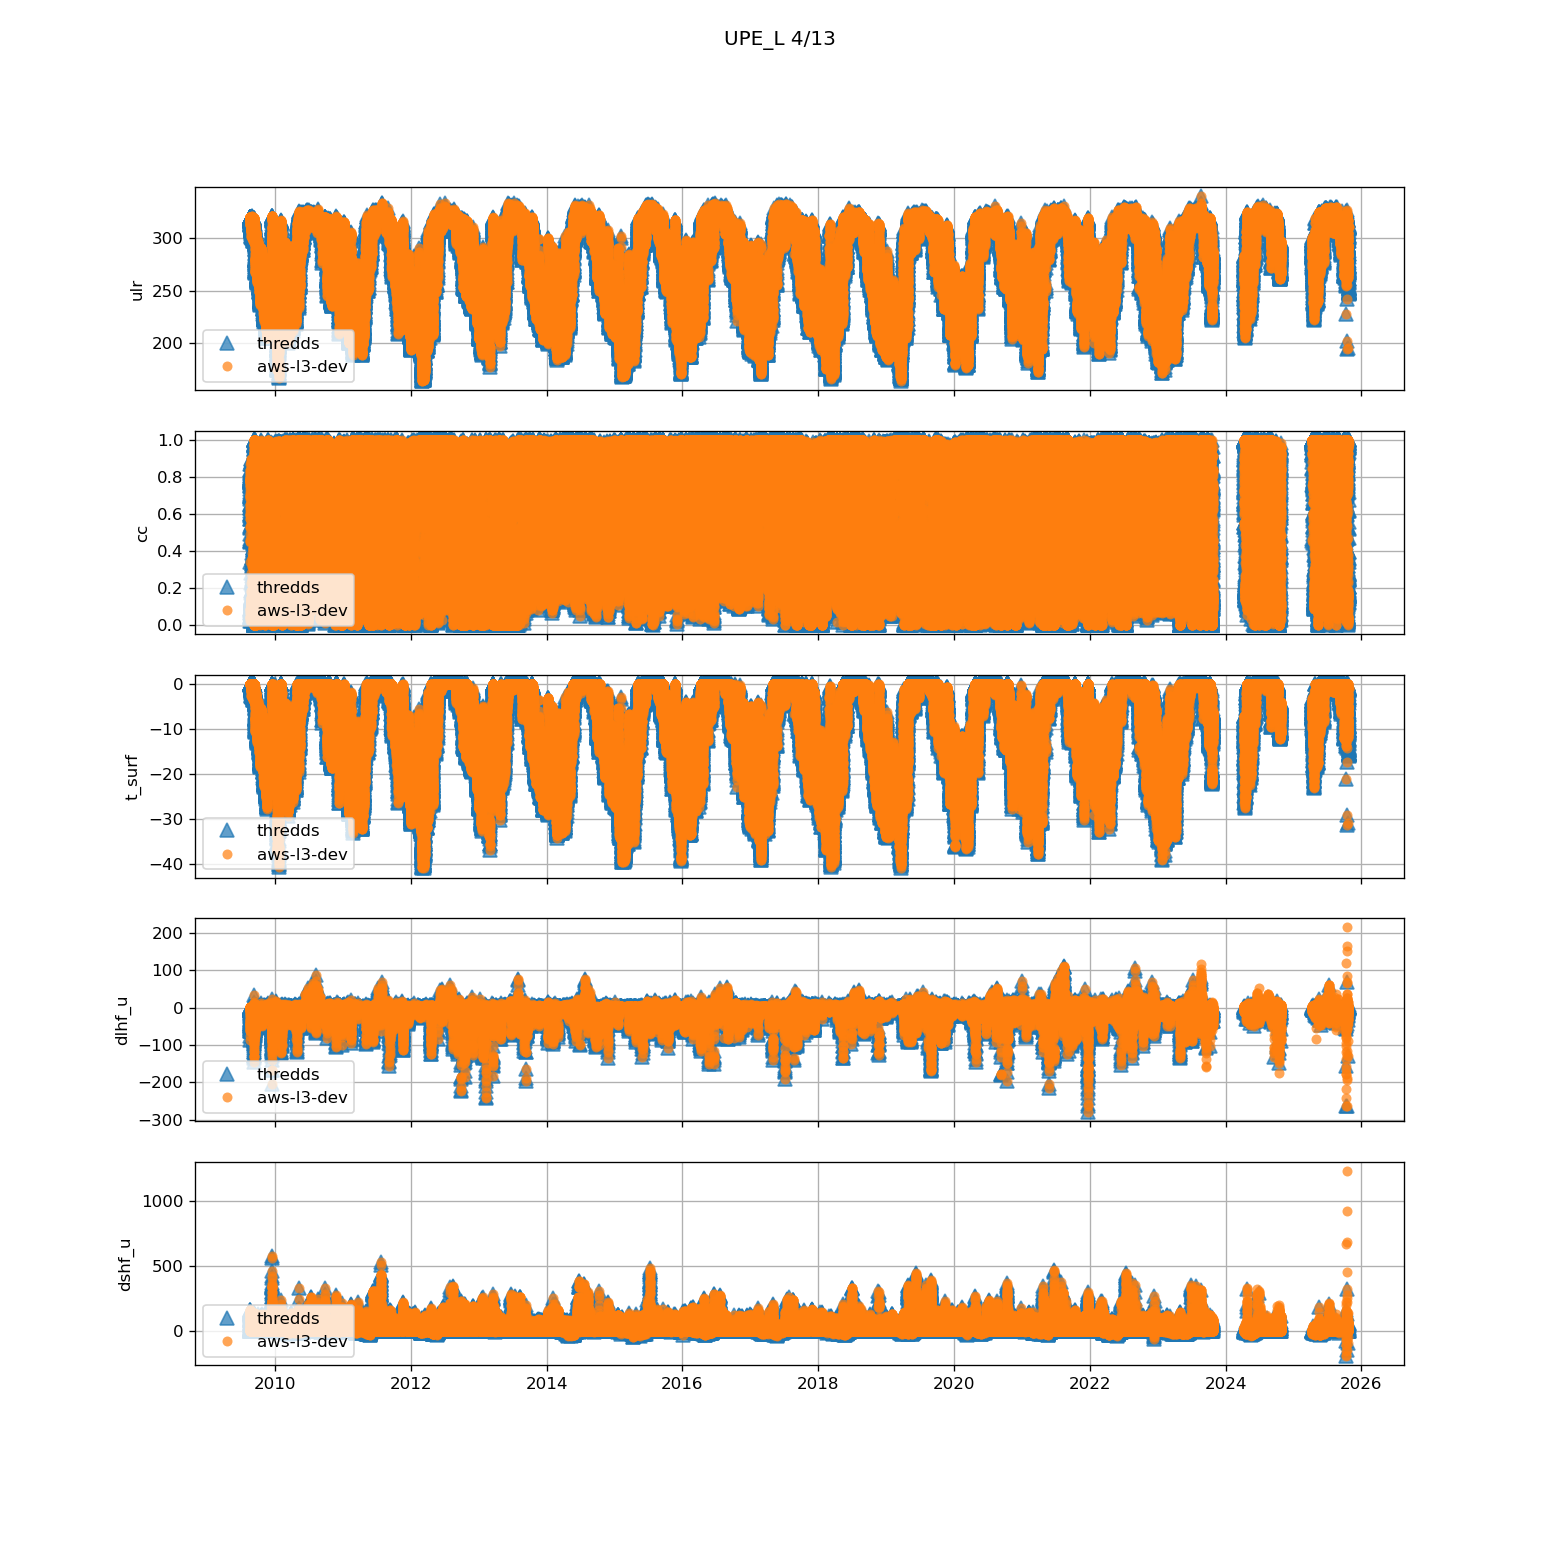 UPE_L 4/13
ulr
300
250
200
thredds
aws-l3-dev
cc
1.0
0.8
0.6
0.4
0.2
0.0
thredds
aws-l3-dev
t_surf
0
−10
−20
−30
−40
thredds
aws-l3-dev
dlhf_u
200
100
0
−100
−200
−300
thredds
aws-l3-dev
dshf_u
1000
500
0
thredds
aws-l3-dev
2010 2012 2014 2016 2018 2020 2022 2024 2026